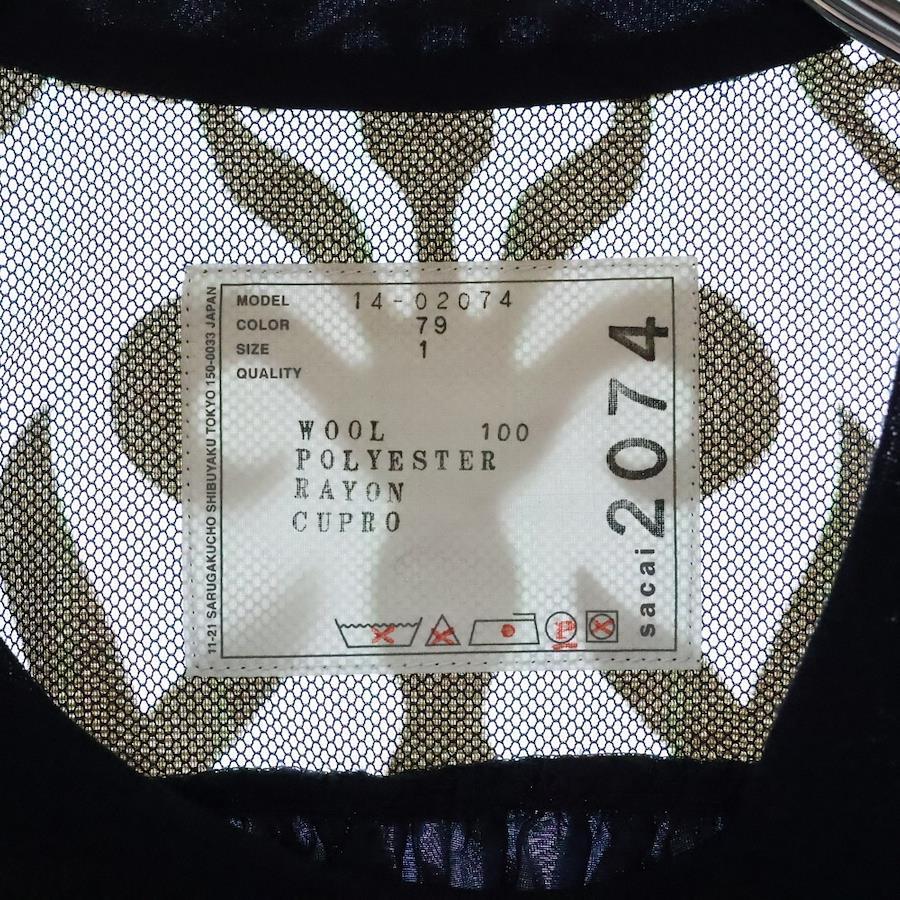 MODEL 14-02074
COLOR 79
SIZE 1
QUALITY
WOOL 100
POLYESTER
RAYON
CUPRO
P
sacai 2074
11-21 SARUGAKUCHO SHIBUYAKU TOKYO 150-0033 JAPAN